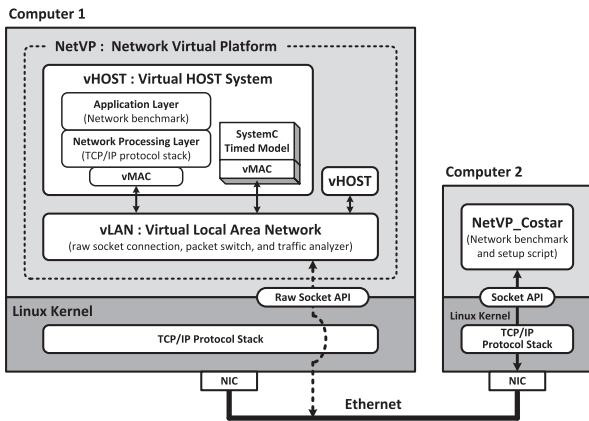 Computer 1
NetVP : Network Virtual Platform
vHOST : Virtual HOST System
Application Layer
(Network benchmark)
Network Processing Layer
(TCP/IP protocol stack)
vMAC
SystemC
Timed Model
vMAC
vHOST
vLAN : Virtual Local Area Network
(raw socket connection, packet switch, and traffic analyzer)
Raw Socket API
Linux Kernel
TCP/IP Protocol Stack
NIC
Computer 2
NetVP_Costar
(Network benchmark
and setup script)
Socket API
Linux Kernel
TCP/IP
Protocol Stack
NIC
Ethernet